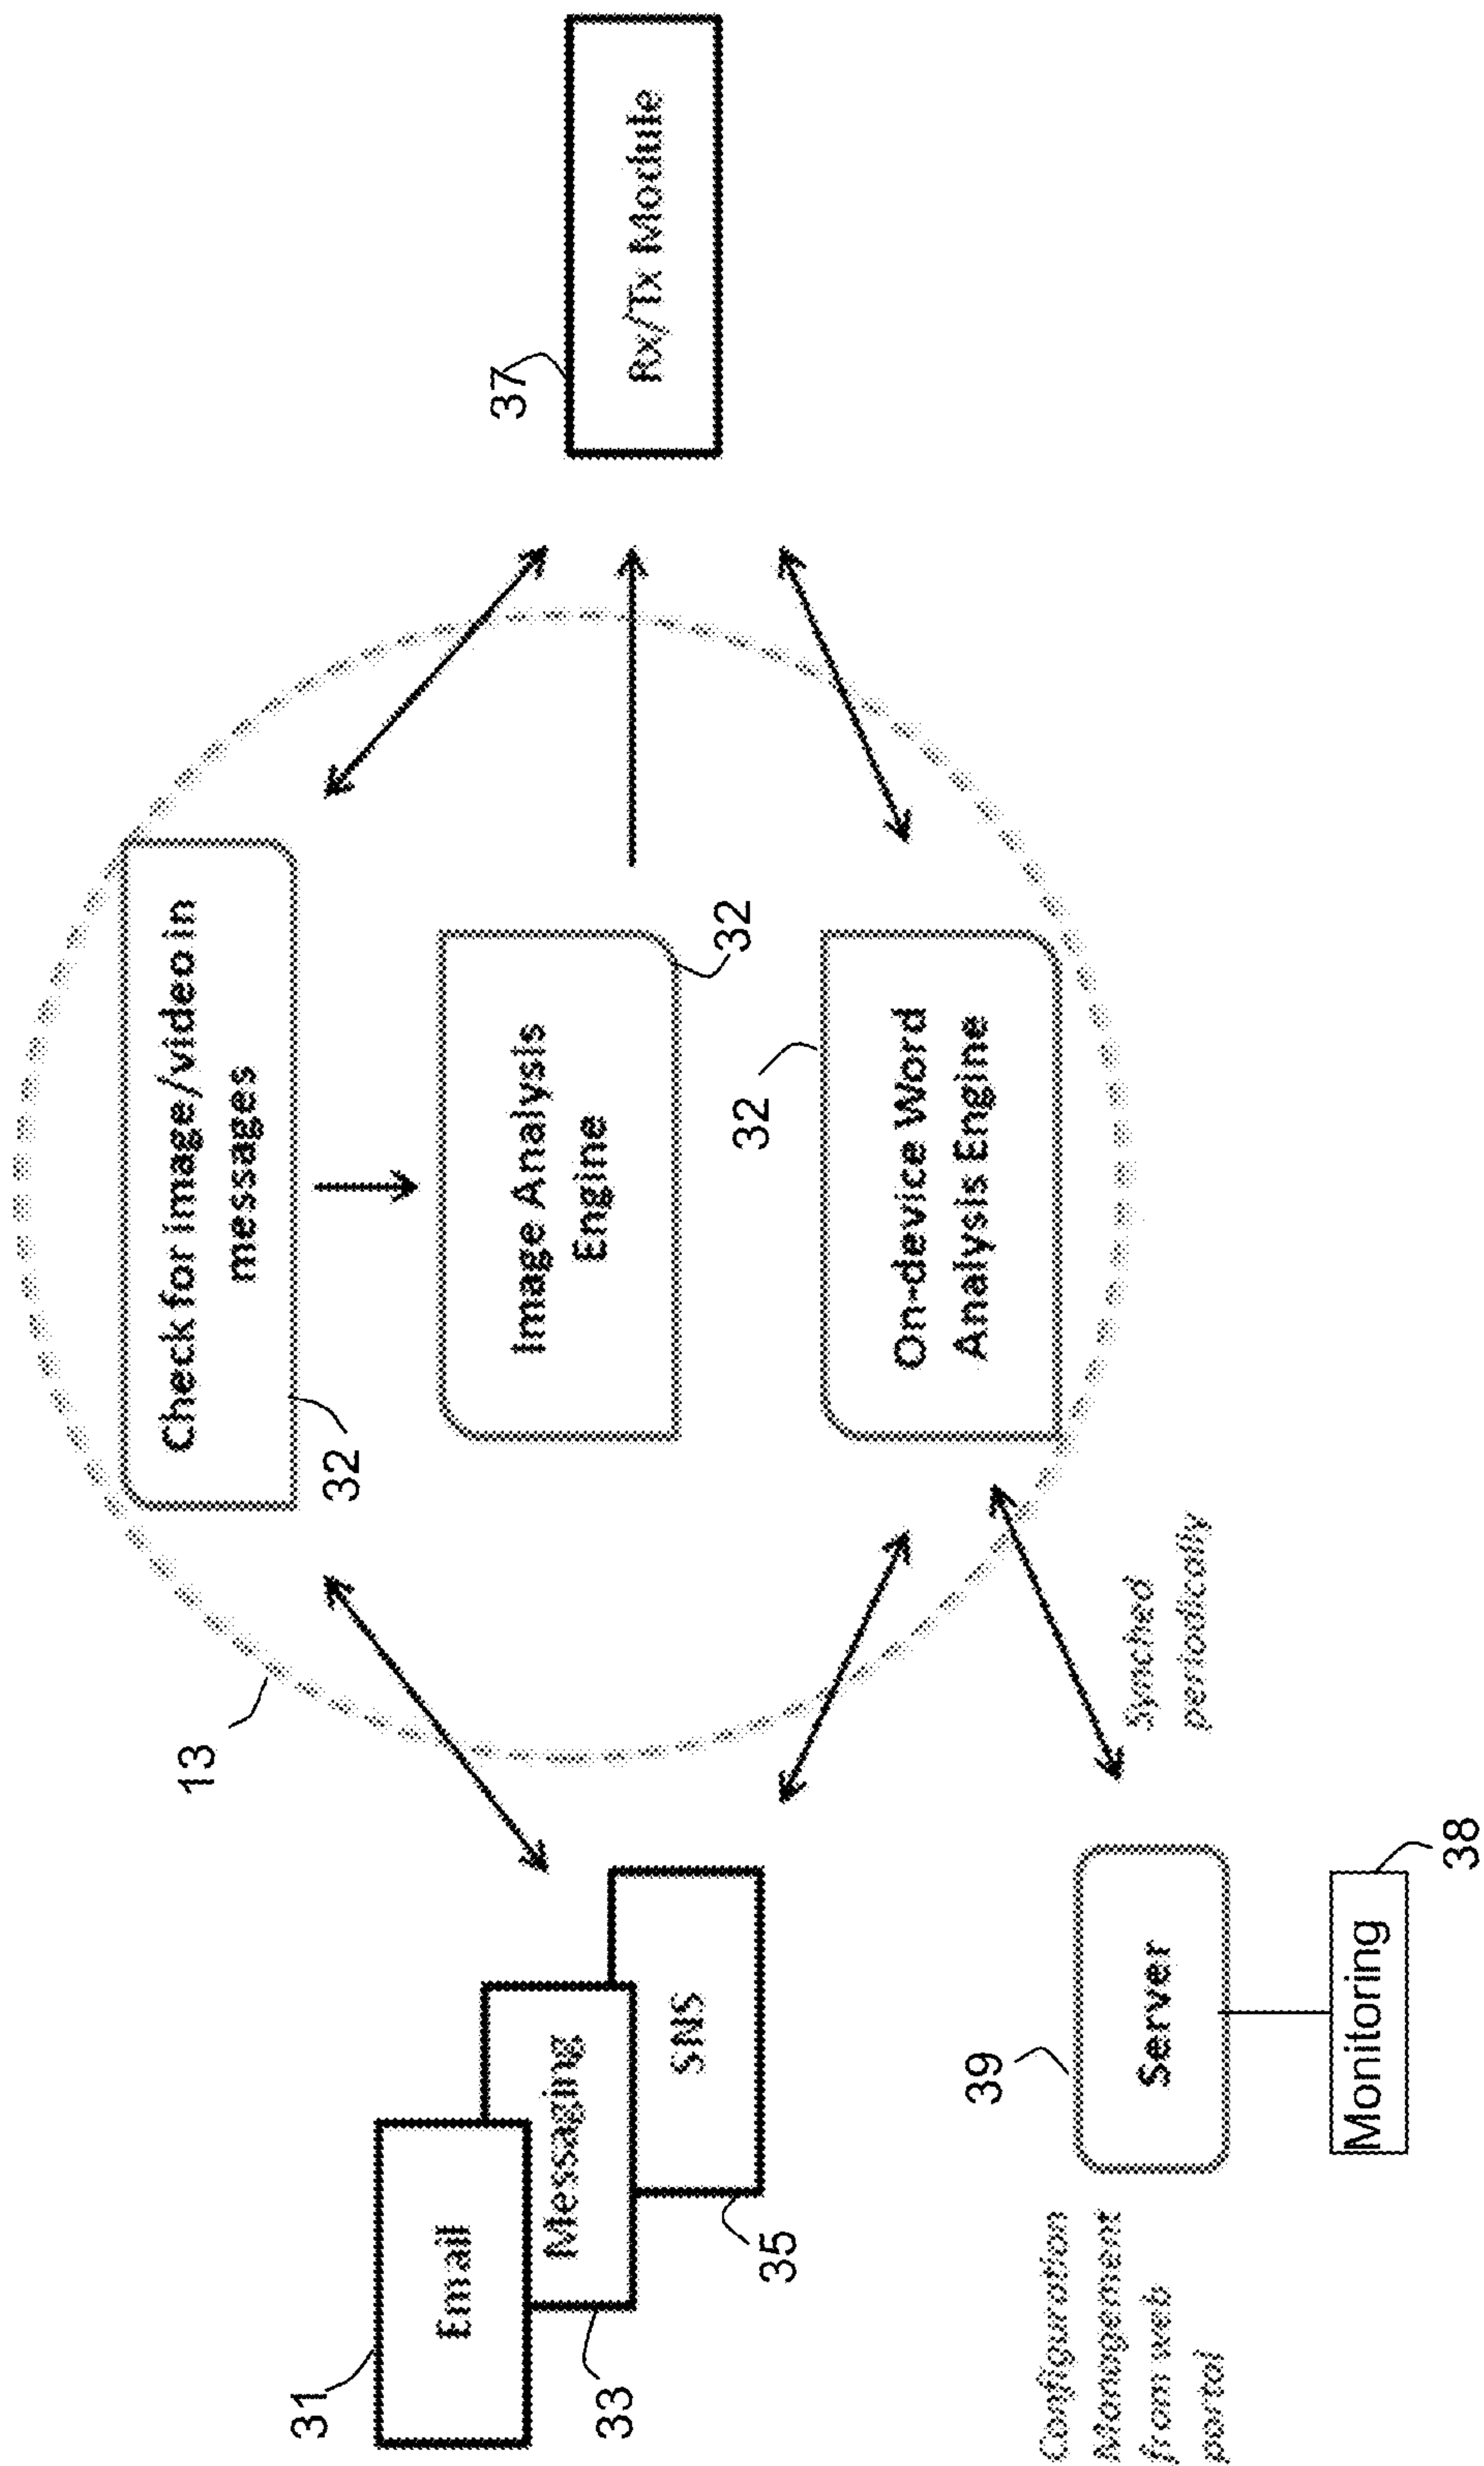 13
Check for image/video in
messages
32
Image Analysis
Engine
32
On-device Word
Analysis Engine
32
37
Rx/Tx Module
31
Email
Messaging
33
SNS
35
Synched
periodically
39
Server
Configuration
Management
from web
portal
Monitoring
38